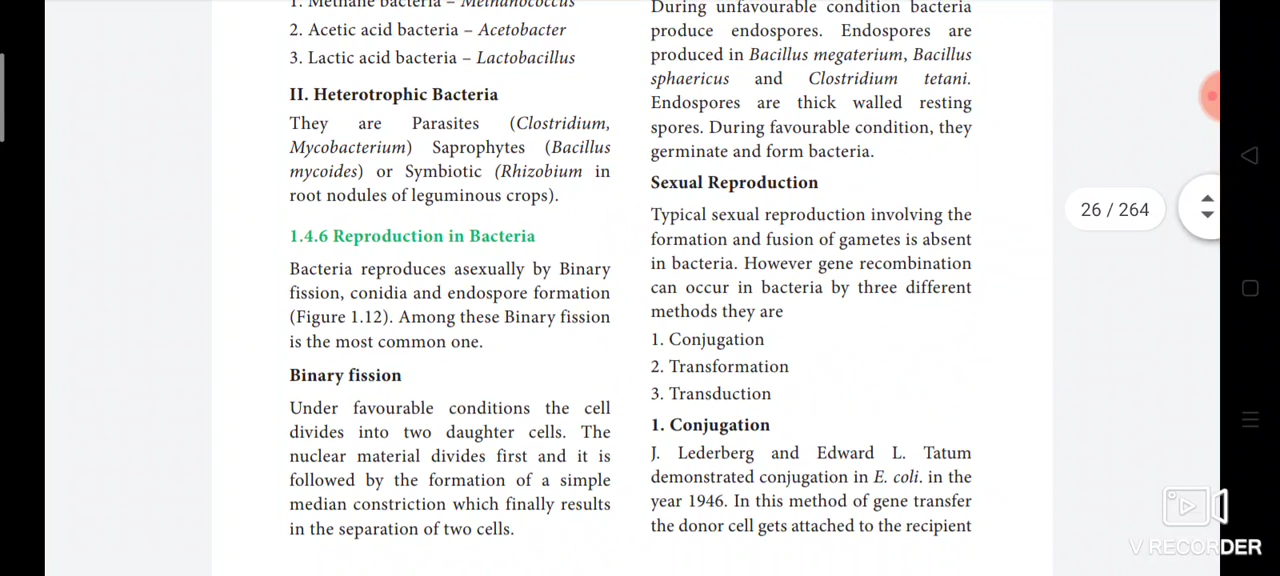 1. Methane bacteria – Methanococcus
2. Acetic acid bacteria – Acetobacter
3. Lactic acid bacteria – Lactobacillus
II. Heterotrophic Bacteria
They are Parasites (Clostridium,
Mycobacterium) Saprophytes (Bacillus
mycoides) or Symbiotic (Rhizobium in
root nodules of leguminous crops).
1.4.6 Reproduction in Bacteria
Bacteria reproduces asexually by Binary
fission, conidia and endospore formation
(Figure 1.12). Among these Binary fission
is the most common one.
Binary fission
Under favourable conditions the cell
divides into two daughter cells. The
nuclear material divides first and it is
followed by the formation of a simple
median constriction which finally results
in the separation of two cells.
During unfavourable condition bacteria
produce endospores. Endospores are
produced in Bacillus megaterium, Bacillus
sphaericus and Clostridium tetani.
Endospores are thick walled resting
spores. During favourable condition, they
germinate and form bacteria.
Sexual Reproduction
Typical sexual reproduction involving the
formation and fusion of gametes is absent
in bacteria. However gene recombination
can occur in bacteria by three different
methods they are
1. Conjugation
2. Transformation
3. Transduction
1. Conjugation
J. Lederberg and Edward L. Tatum
demonstrated conjugation in E. coli. in the
year 1946. In this method of gene transfer
the donor cell gets attached to the recipient
26 / 264
V RECORDER